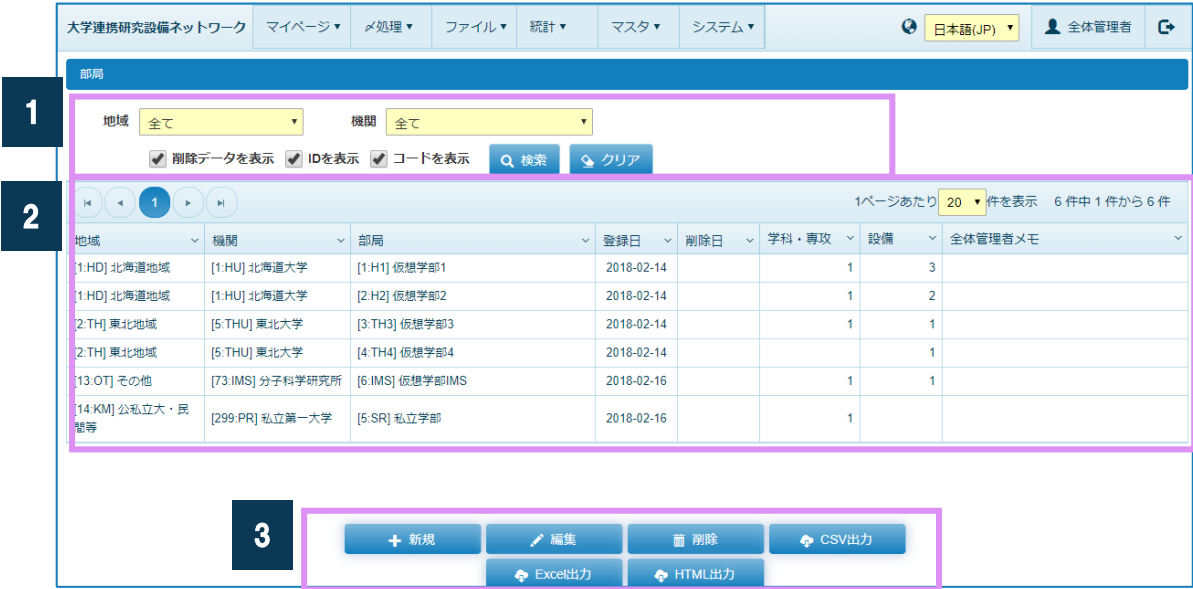 大学連携研究設備ネットワーク マイページ▼ 〆処理▼ ファイル▼ 統計▼ マスタ▼ システム▼ 日本語(JP) ▼ 全体管理者
部局
1
地域 全て ▼ 機関 全て ▼
削除データを表示 IDを表示 コードを表示 検索 クリア
2
1 1ページあたり 20 ▼ 件を表示 6 件中 1 件から 6 件
地域 機関 部局 登録日 削除日 学科・専攻 設備 全体管理者メモ
[1:HD] 北海道地域 [1:HU] 北海道大学 [1:H1] 仮想学部1 2018-02-14 1 3
[1:HD] 北海道地域 [1:HU] 北海道大学 [2:H2] 仮想学部2 2018-02-14 1 2
[2:TH] 東北地域 [5:THU] 東北大学 [3:TH3] 仮想学部3 2018-02-14 1 1
[2:TH] 東北地域 [5:THU] 東北大学 [4:TH4] 仮想学部4 2018-02-14 1
[13:OT] その他 [73:IMS] 分子科学研究所 [6:IMS] 仮想学部IMS 2018-02-16 1 1
[14:KM] 公私立大・民
間等 [299:PR] 私立第一大学 [5:SR] 私立学部 2018-02-16 1
3
新規 編集 削除 CSV出力
Excel出力 HTML出力